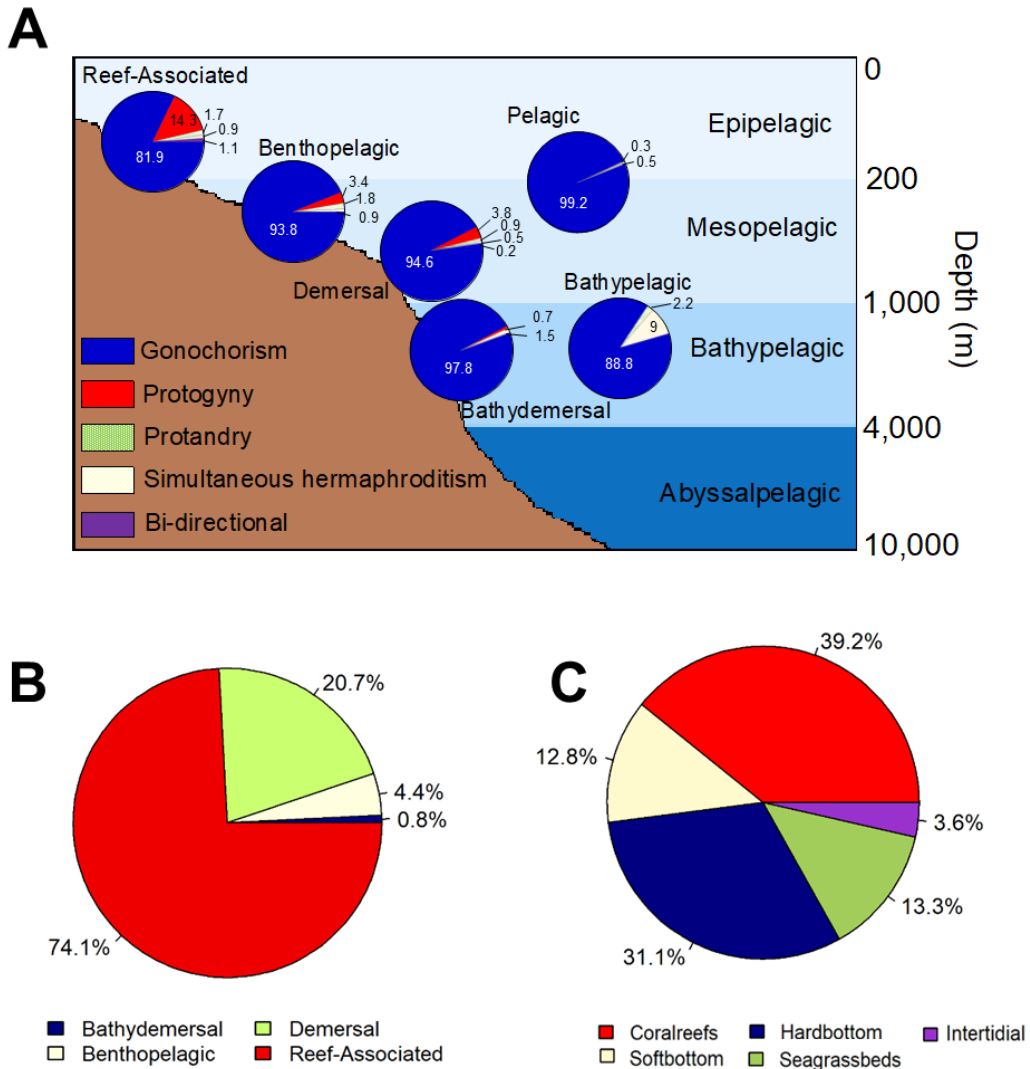 A
0
Reef-Associated
Pelagic
Epipelagic
14.3
1.7
0.9
1.1
81.9
Benthopelagic
0.3
0.5
99.2
200
3.4
1.8
0.9
93.8
Mesopelagic
3.8
0.9
0.5
0.2
94.6
Demersal
Bathypelagic
1,000
Depth (m)
0.7
1.5
97.8
2.2
9
88.8
Bathypelagic
Bathydemersal
4,000
Gonochorism
Protogyny
Protandry
Simultaneous hermaphroditism
Bi-directional
Abyssalpelagic
10,000
B
20.7%
4.4%
0.8%
74.1%
Bathydemersal
Demersal
Benthopelagic
Reef-Associated
C
39.2%
12.8%
3.6%
13.3%
31.1%
Coralreefs
Hardbottom
Intertidial
Softbottom
Seagrassbeds